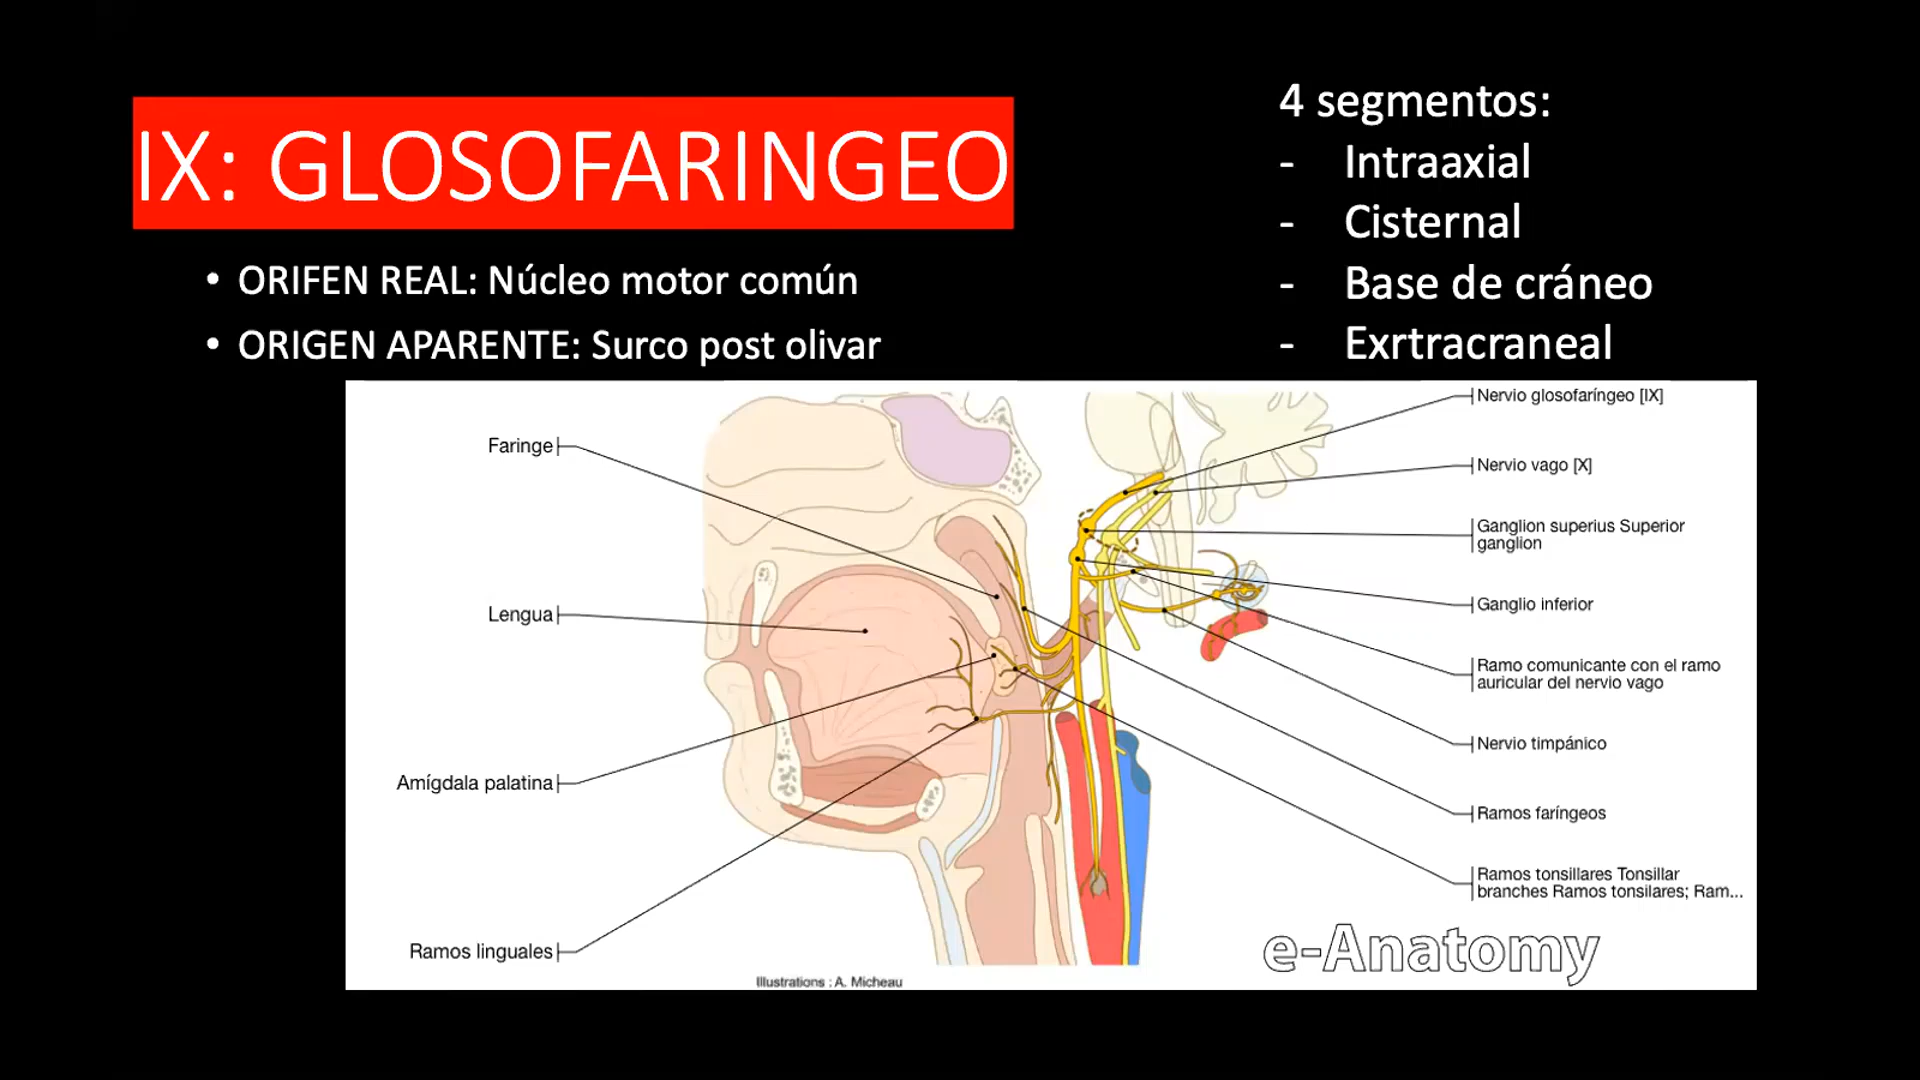 IX: GLOSOFARINGEO
• ORIFEN REAL: Núcleo motor común
• ORIGEN APARENTE: Surco post olivar
4 segmentos:
- Intraaxial
- Cisternal
- Base de cráneo
- Exrtracraneal
Faringe
Lengua
Amígdala palatina
Ramos linguales
Nervio glosofaríngeo [IX]
Nervio vago [X]
Ganglion superius Superior
ganglion
Ganglio inferior
Ramo comunicante con el ramo
auricular del nervio vago
Nervio timpánico
Ramos faríngeos
Ramos tonsillares Tonsillar
branches Ramos tonsilares; Ram...
e-Anatomy
Illustrations : A. Micheau